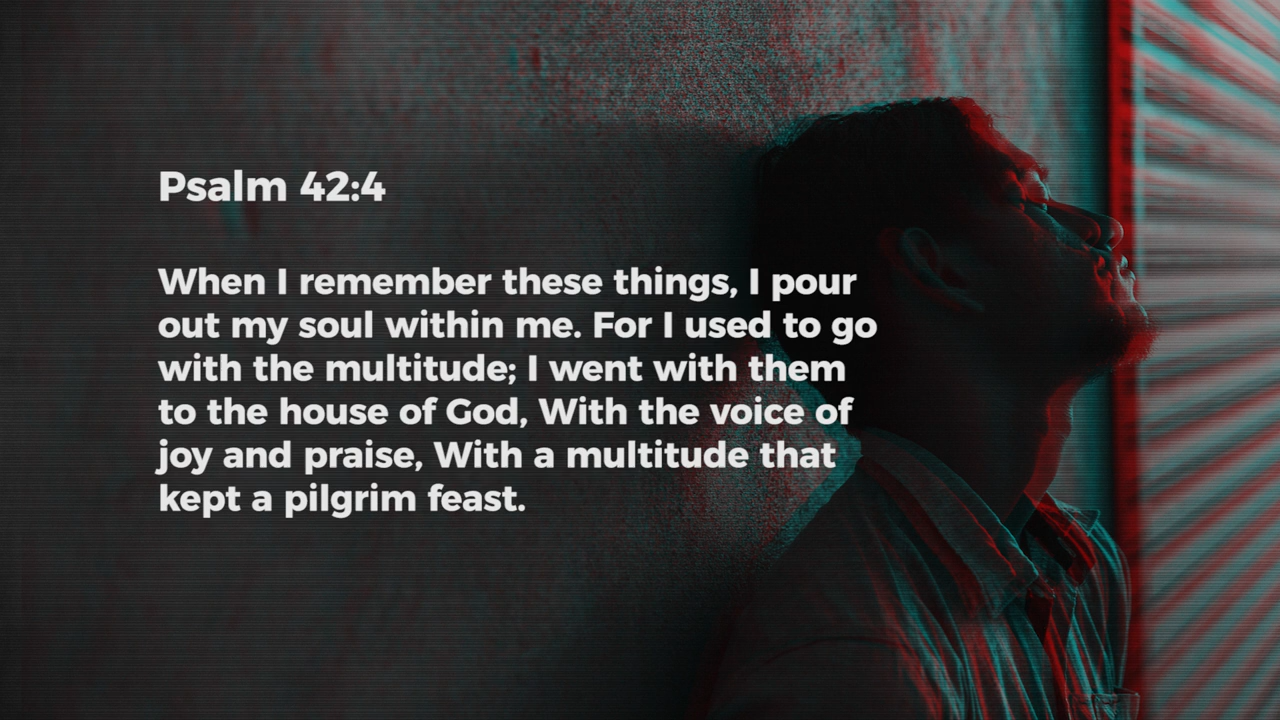 Psalm 42:4
When I remember these things, I pour
out my soul within me. For I used to go
with the multitude; I went with them
to the house of God, With the voice of
joy and praise, With a multitude that
kept a pilgrim feast.